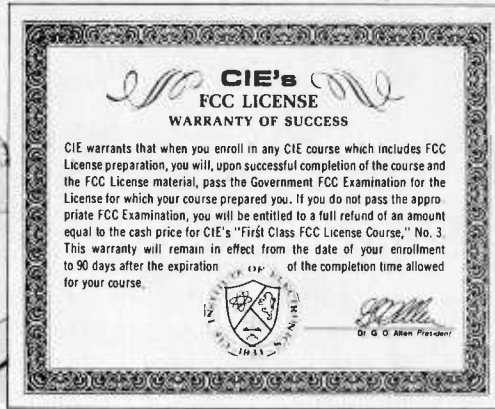 CIE's
FCC LICENSE
WARRANTY OF SUCCESS
CIE warrants that when you enroll in any CIE course which includes FCC
License preparation, you will, upon successful completion of the course and
the FCC License material, pass the Government FCC Examination for the
License for which your course prepared you. If you do not pass the appro
priate FCC Examination, you will be entitled to a full refund of an amount
equal to the cash price for CIE's "First Class FCC License Course," No. 3.
This warranty will remain in effect from the date of your enrollment
to 90 days after the expiration of the completion time allowed
for your course.
INSTITUTE OF ELECTRONICS
1934
Dr G O Allen President